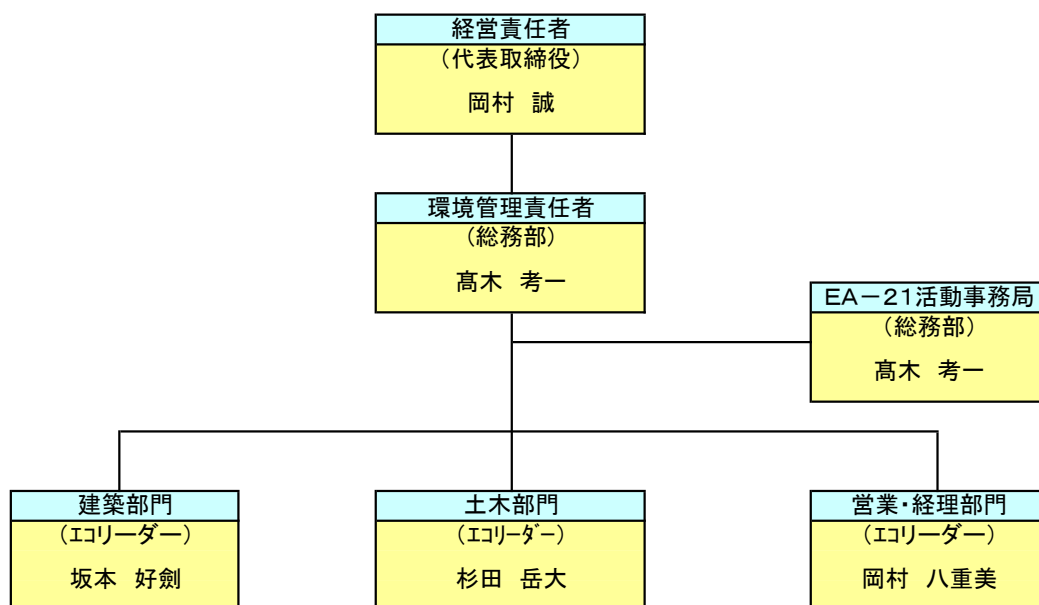 経営責任者
(代表取締役)
岡村　誠
環境管理責任者
(総務部)
髙木　考一
EA－21活動事務局
(総務部)
髙木　考一
建築部門
(エコリーダー)
坂本　好劍
土木部門
(ｴｺﾘｰﾀﾞｰ)
杉田　岳大
営業・経理部門
(エコリーダー)
岡村　八重美